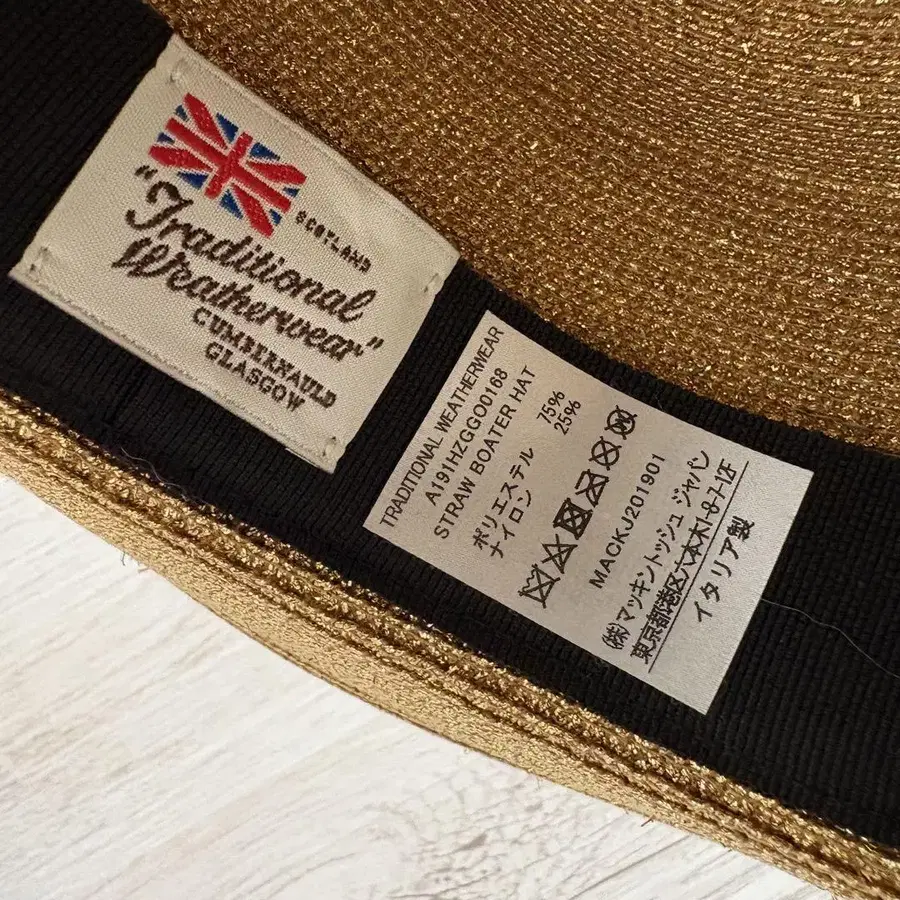 SCOTLAND
"Traditional
Weatherwear"
CUMBERNAULD
GLASGOW
TRADITIONAL WEATHERWEAR
A191HZGGO0168
STRAW BOATER HAT
ポリエステル 75%
ナイロン 25%
MACKJ201901
(株)マッキントッシュ ジャパン
東京都港区六本木1-8-7-12F
イタリア製